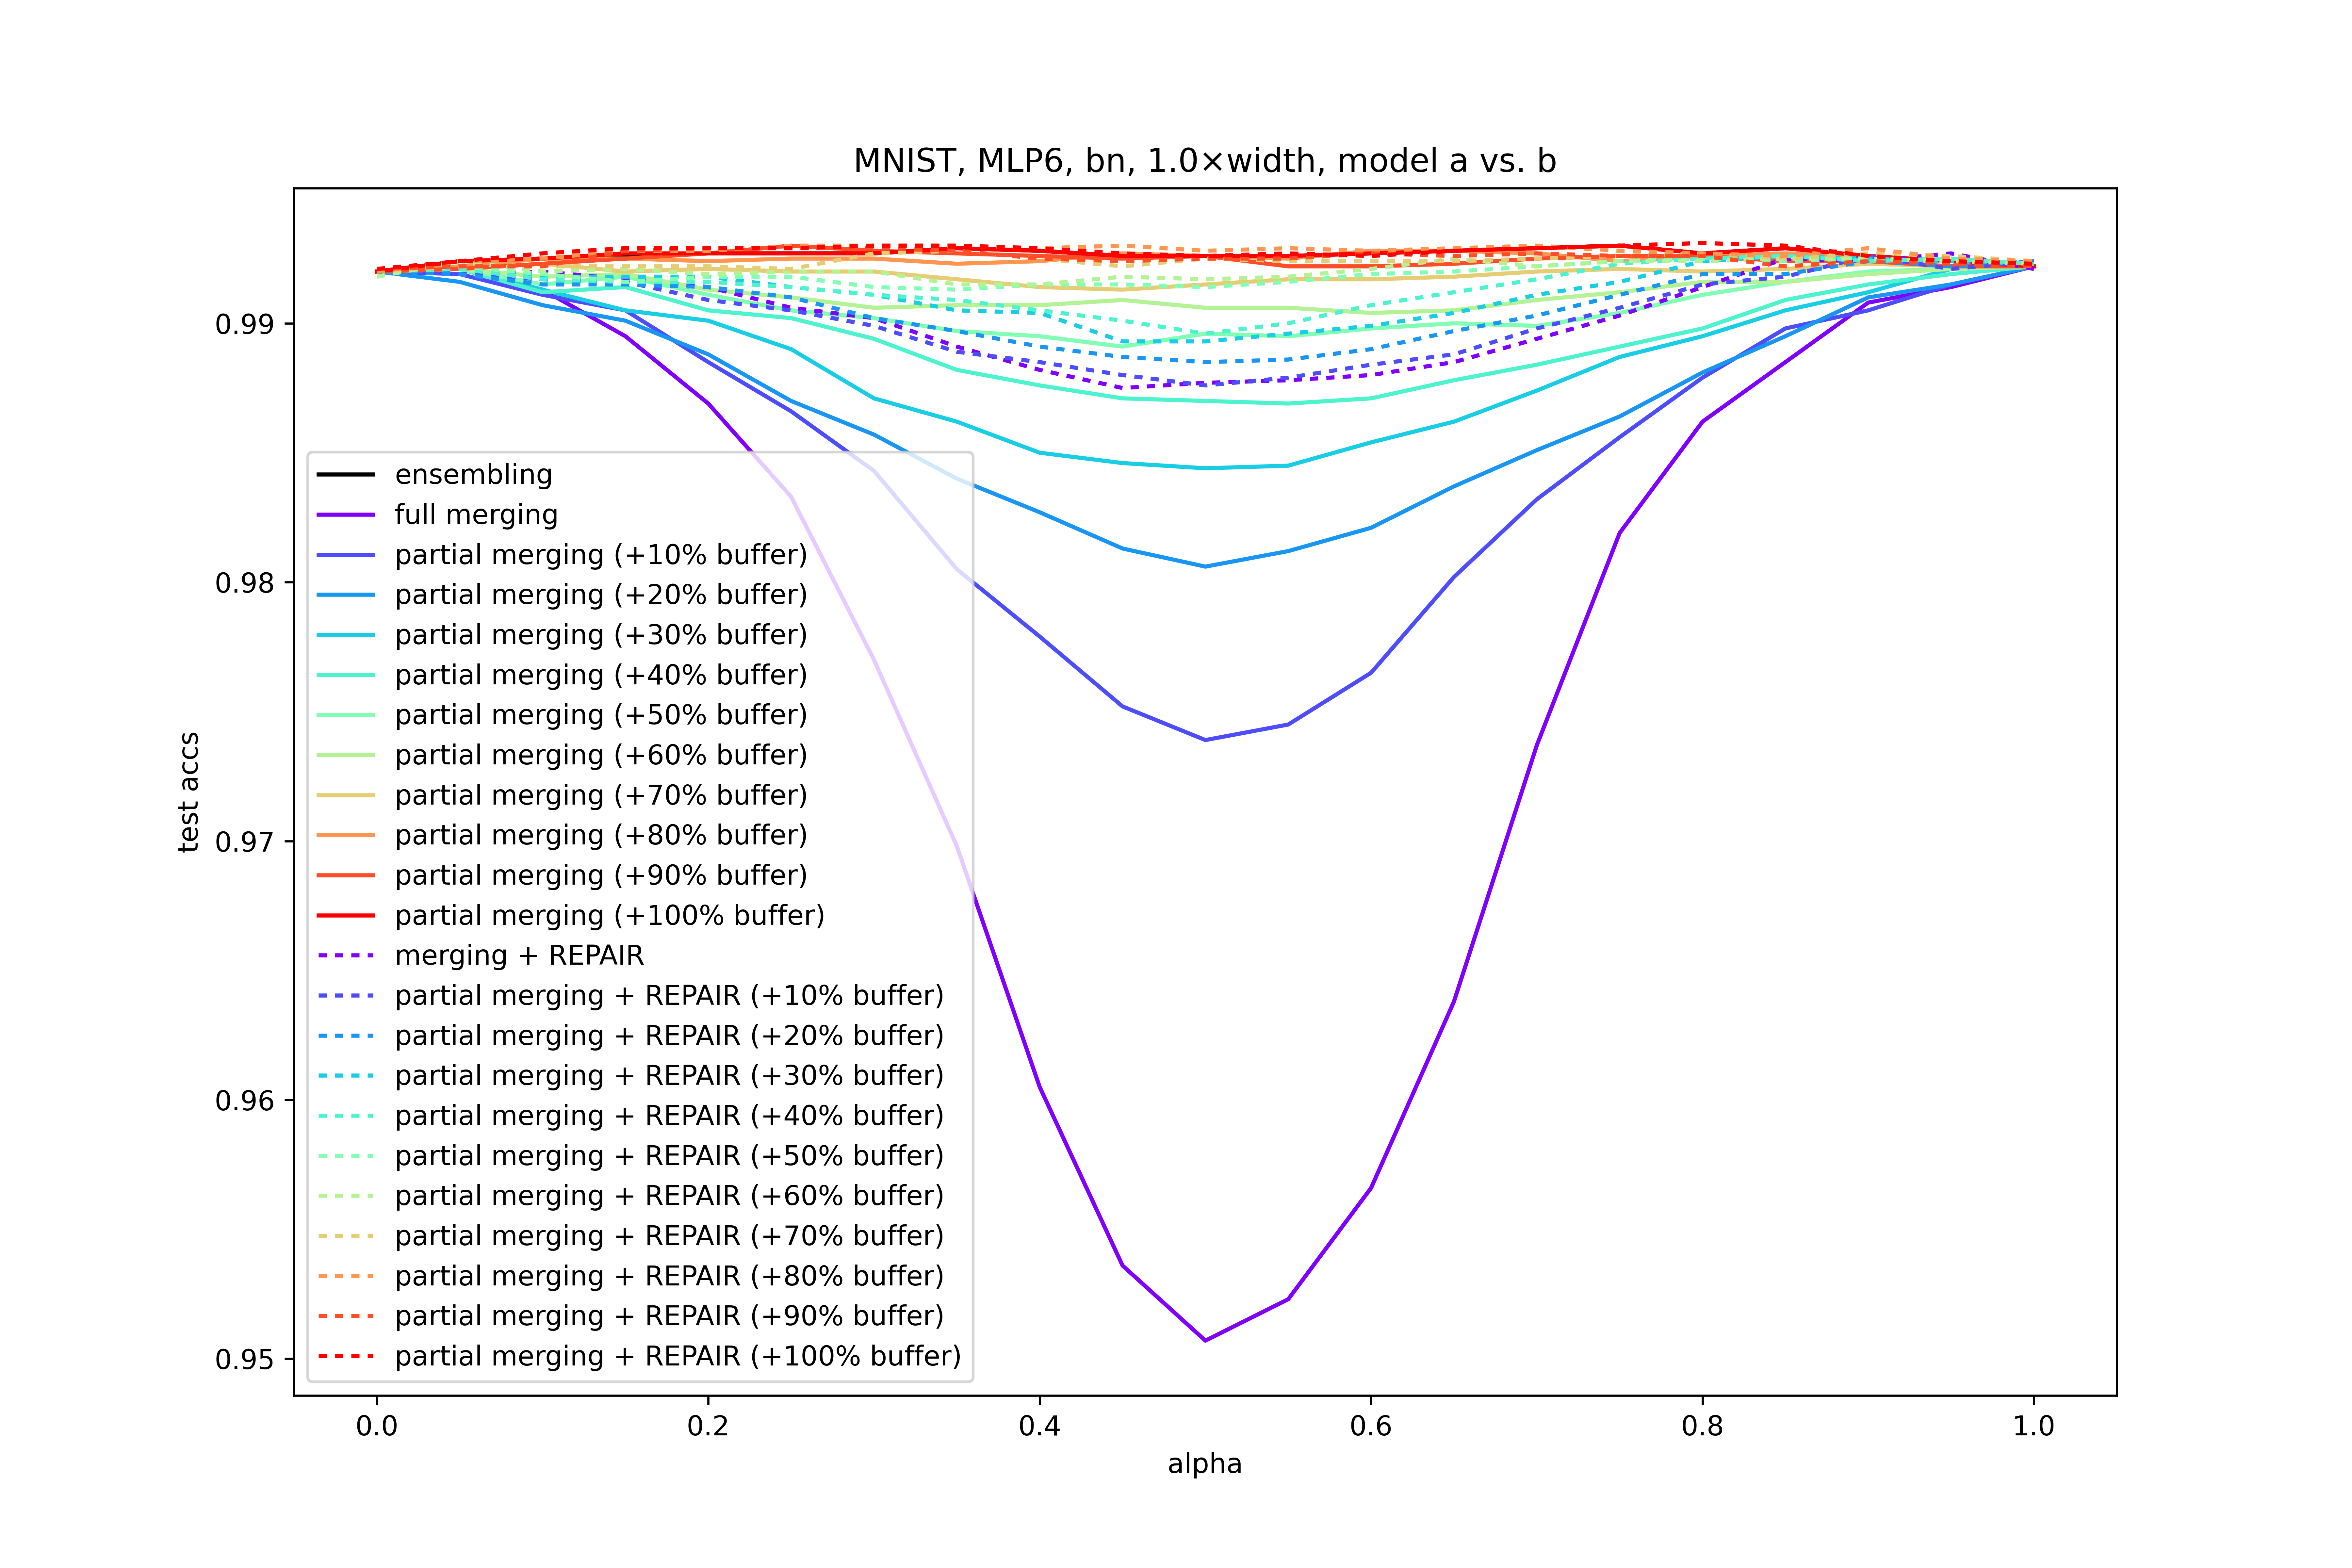 MNIST, MLP6, bn, 1.0×width, model a vs. b
test accs
0.99
0.98
0.97
0.96
0.95
ensembling
full merging
partial merging (+10% buffer)
partial merging (+20% buffer)
partial merging (+30% buffer)
partial merging (+40% buffer)
partial merging (+50% buffer)
partial merging (+60% buffer)
partial merging (+70% buffer)
partial merging (+80% buffer)
partial merging (+90% buffer)
partial merging (+100% buffer)
merging + REPAIR
partial merging + REPAIR (+10% buffer)
partial merging + REPAIR (+20% buffer)
partial merging + REPAIR (+30% buffer)
partial merging + REPAIR (+40% buffer)
partial merging + REPAIR (+50% buffer)
partial merging + REPAIR (+60% buffer)
partial merging + REPAIR (+70% buffer)
partial merging + REPAIR (+80% buffer)
partial merging + REPAIR (+90% buffer)
partial merging + REPAIR (+100% buffer)
0.0 0.2 0.4 0.6 0.8 1.0
alpha